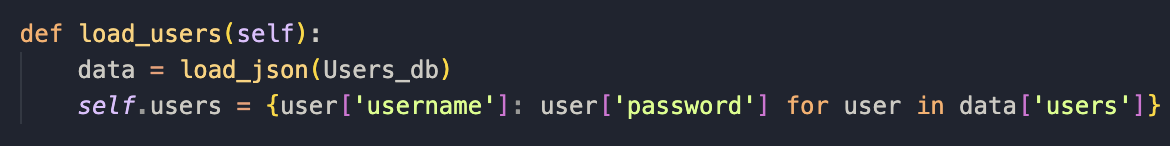 def load_users(self):
    data = load_json(Users_db)
    self.users = {user['username']: user['password'] for user in data['users']}